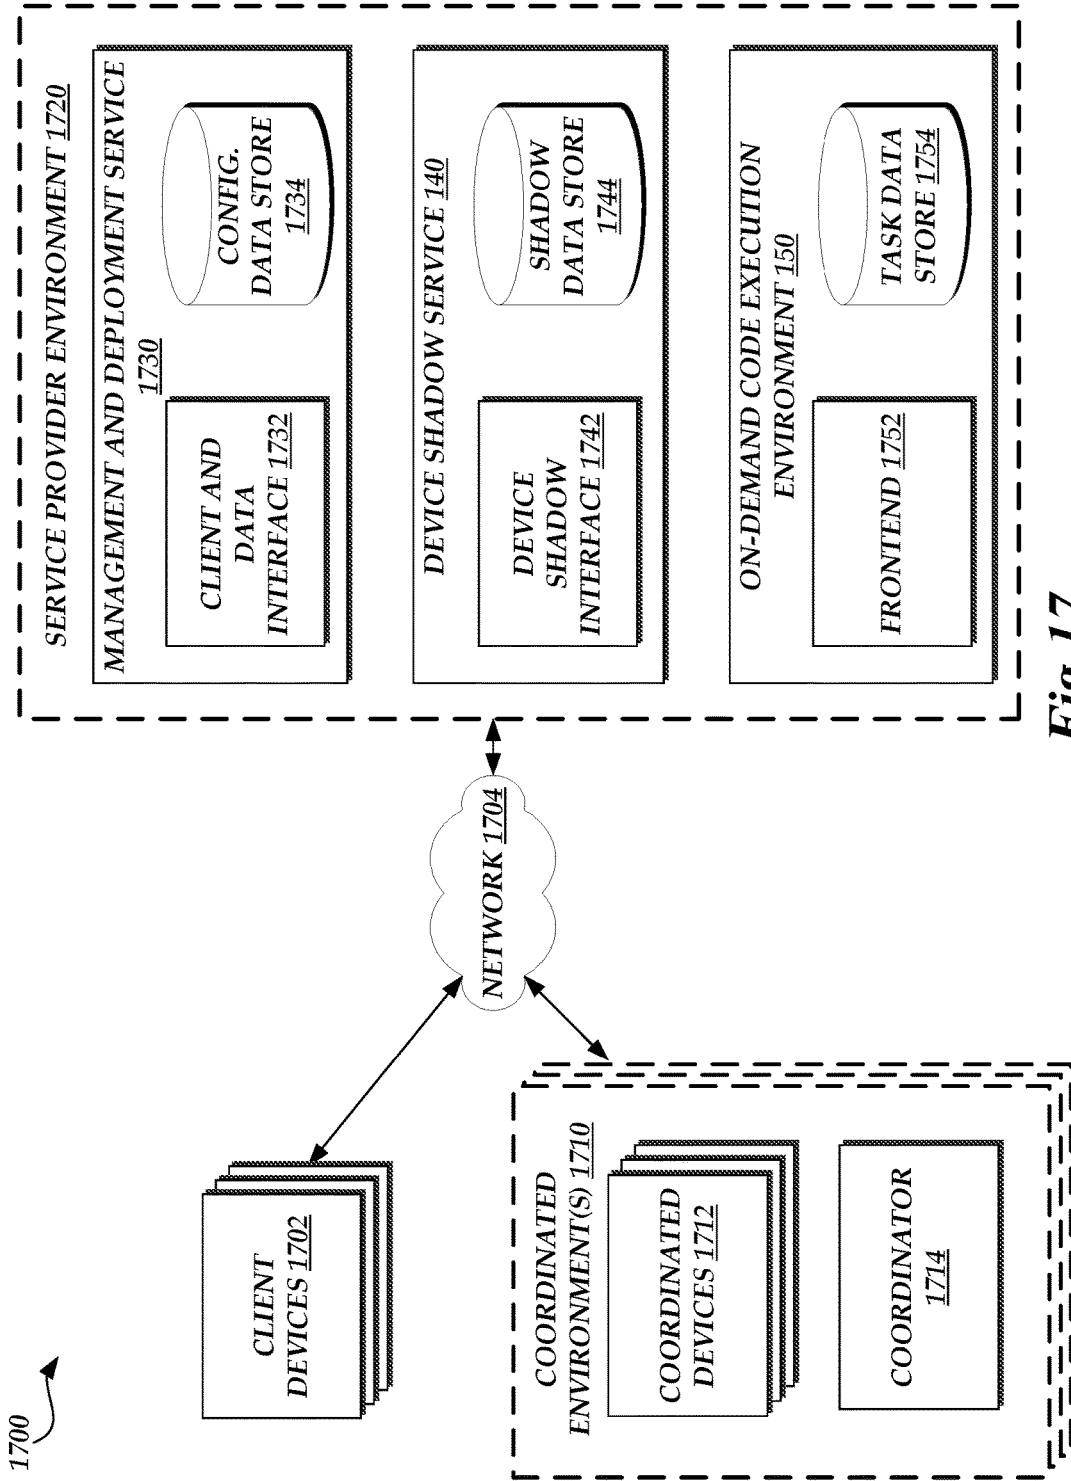 1700
CLIENT
DEVICES 1702
COORDINATED
ENVIRONMENT(S) 1710
COORDINATED
DEVICES 1712
COORDINATOR
1714
NETWORK 1704
SERVICE PROVIDER ENVIRONMENT 1720
MANAGEMENT AND DEPLOYMENT SERVICE
1730
CLIENT AND
DATA
INTERFACE 1732
CONFIG.
DATA STORE
1734
DEVICE SHADOW SERVICE 140
DEVICE
SHADOW
INTERFACE 1742
SHADOW
DATA STORE
1744
ON-DEMAND CODE EXECUTION
ENVIRONMENT 150
FRONTEND 1752
TASK DATA
STORE 1754
Fig.17